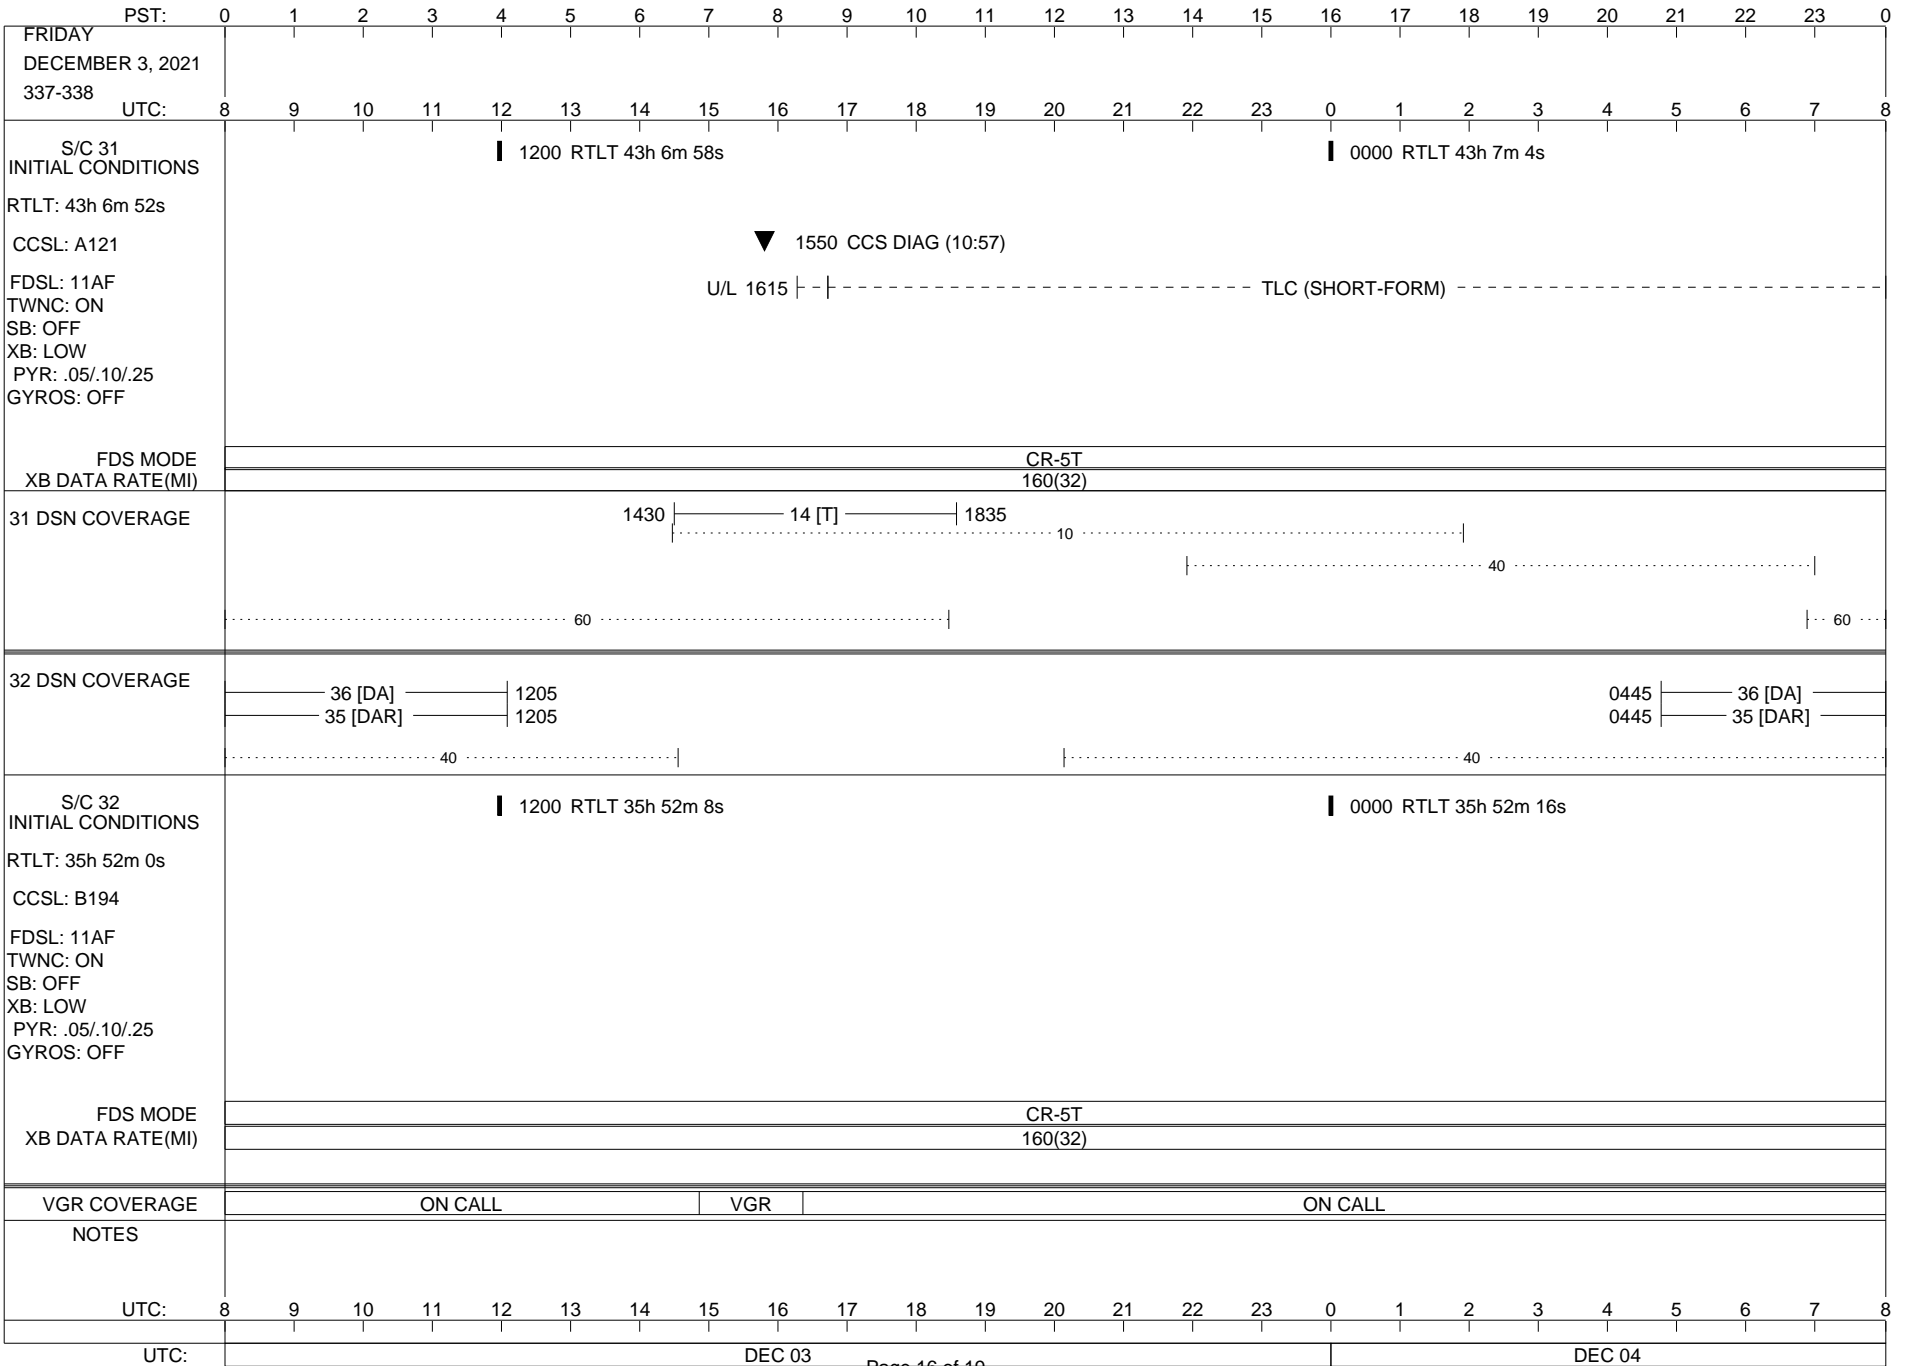 PST: 0 1 2 3 4 5 6 7 8 9 10 11 12 13 14 15 16 17 18 19 20 21 22 23 0
FRIDAY
DECEMBER 3, 2021
337-338
UTC: 8 9 10 11 12 13 14 15 16 17 18 19 20 21 22 23 0 1 2 3 4 5 6 7 8
S/C 31
INITIAL CONDITIONS
1200 RTLT 43h 6m 58s
0000 RTLT 43h 7m 4s
RTLT: 43h 6m 52s
CCSL: A121
1550 CCS DIAG (10:57)
FDSL: 11AF
U/L 1615
TLC (SHORT-FORM)
TWNC: ON
SB: OFF
XB: LOW
PYR: .05/.10/.25
GYROS: OFF
FDS MODE CR-5T
XB DATA RATE(MI) 160(32)
31 DSN COVERAGE
1430 14 [T] 1835
10
40
60 60
32 DSN COVERAGE
36 [DA] 1205 0445 36 [DA]
35 [DAR] 1205 0445 35 [DAR]
40 40
S/C 32
INITIAL CONDITIONS
1200 RTLT 35h 52m 8s
0000 RTLT 35h 52m 16s
RTLT: 35h 52m 0s
CCSL: B194
FDSL: 11AF
TWNC: ON
SB: OFF
XB: LOW
PYR: .05/.10/.25
GYROS: OFF
FDS MODE CR-5T
XB DATA RATE(MI) 160(32)
VGR COVERAGE ON CALL VGR ON CALL
NOTES
UTC: 8 9 10 11 12 13 14 15 16 17 18 19 20 21 22 23 0 1 2 3 4 5 6 7 8
UTC: DEC 03 DEC 04
Page 16 of 19